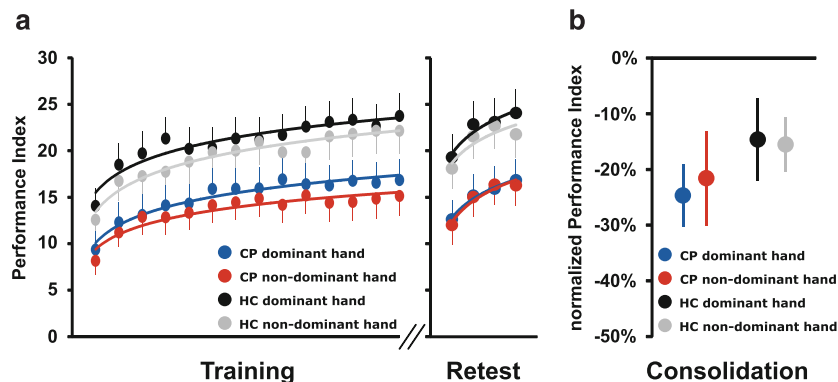 a
Performance Index
30
25
20
15
10
5
0
CP dominant hand
CP non-dominant hand
HC dominant hand
HC non-dominant hand
Training
Retest
b
normalized Performance Index
0%
-10%
-20%
-30%
-40%
-50%
CP dominant hand
CP non-dominant hand
HC dominant hand
HC non-dominant hand
Consolidation